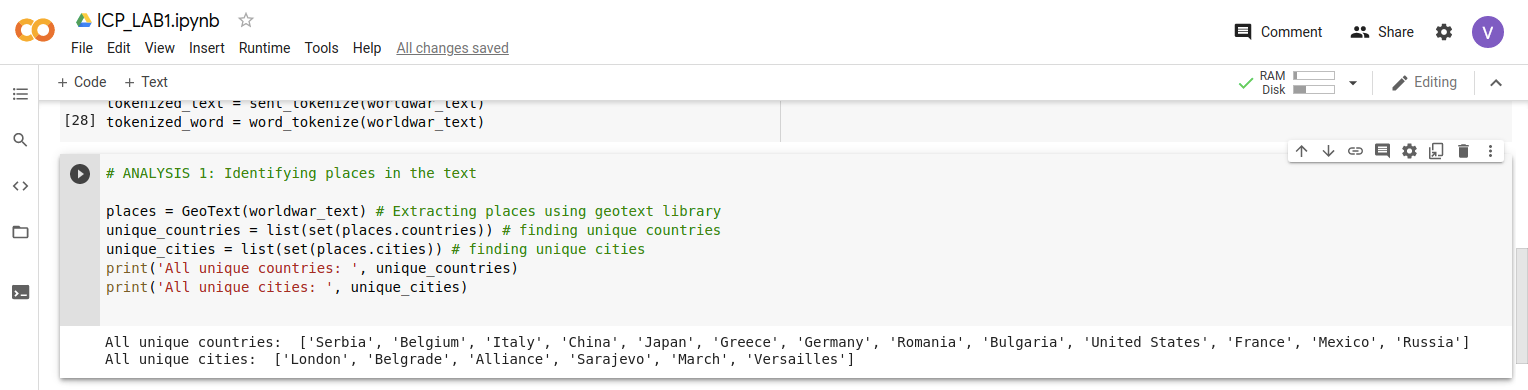 ICP_LAB1.ipynb
File Edit View Insert Runtime Tools Help All changes saved
Comment Share V
+ Code + Text
RAM
Disk
Editing
tokenized_text = sent_tokenize(worldwar_text)
[28] tokenized_word = word_tokenize(worldwar_text)
# ANALYSIS 1: Identifying places in the text
places = GeoText(worldwar_text) # Extracting places using geotext library
unique_countries = list(set(places.countries)) # finding unique countries
unique_cities = list(set(places.cities)) # finding unique cities
print('All unique countries: ', unique_countries)
print('All unique cities: ', unique_cities)
All unique countries:  ['Serbia', 'Belgium', 'Italy', 'China', 'Japan', 'Greece', 'Germany', 'Romania', 'Bulgaria', 'United States', 'France', 'Mexico', 'Russia']
All unique cities:  ['London', 'Belgrade', 'Alliance', 'Sarajevo', 'March', 'Versailles']